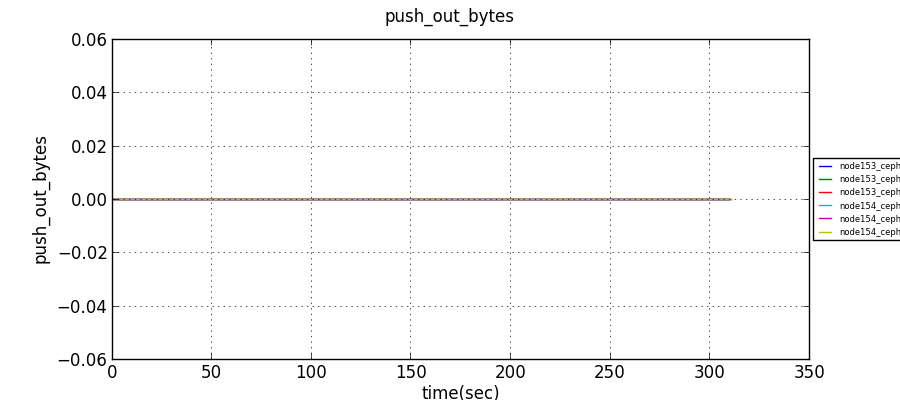 push_out_bytes
0.06
0.04
0.02
0.00
−0.02
−0.04
−0.06
push_out_bytes
0 50 100 150 200 250 300 350
time(sec)
node153_ceph
node153_ceph
node153_ceph
node154_ceph
node154_ceph
node154_ceph